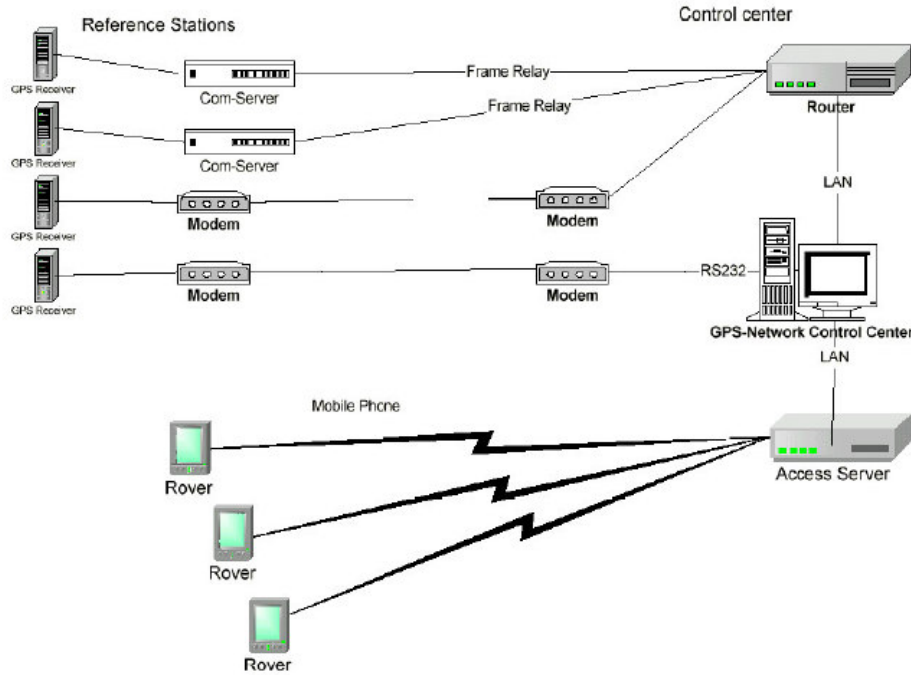 Reference Stations
Control center
GPS Receiver
Com-Server
Frame Relay
Router
GPS Receiver
Com-Server
Frame Relay
LAN
GPS Receiver
Modem
Modem
GPS Receiver
Modem
Modem
RS232
GPS-Network Control Center
LAN
Mobile Phone
Rover
Access Server
Rover
Rover